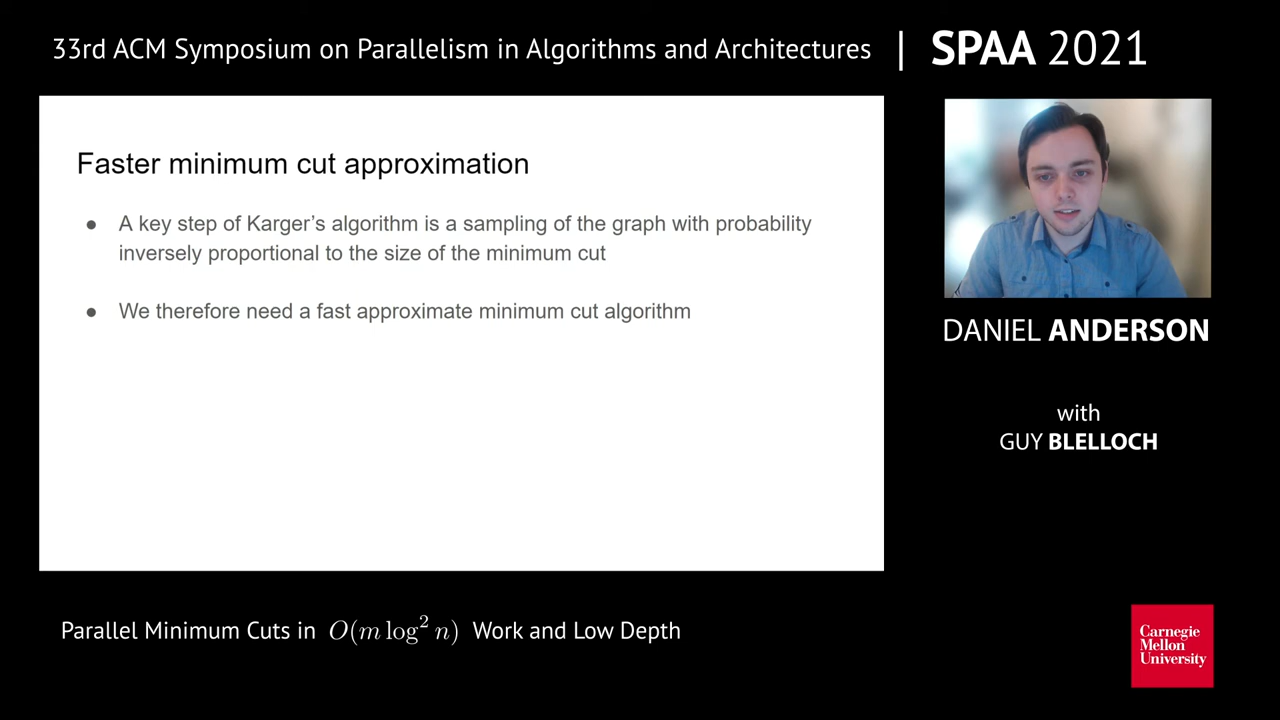 33rd ACM Symposium on Parallelism in Algorithms and Architectures | SPAA 2021
Faster minimum cut approximation
● A key step of Karger's algorithm is a sampling of the graph with probability
inversely proportional to the size of the minimum cut
● We therefore need a fast approximate minimum cut algorithm
DANIEL ANDERSON
with
GUY BLELLOCH
Parallel Minimum Cuts in O(m log² n) Work and Low Depth
Carnegie
Mellon
University